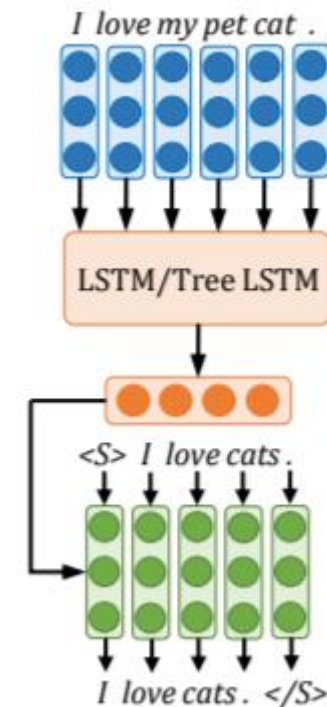 I love my pet cat .
LSTM/Tree LSTM
<S> I love cats .
I love cats . </S>